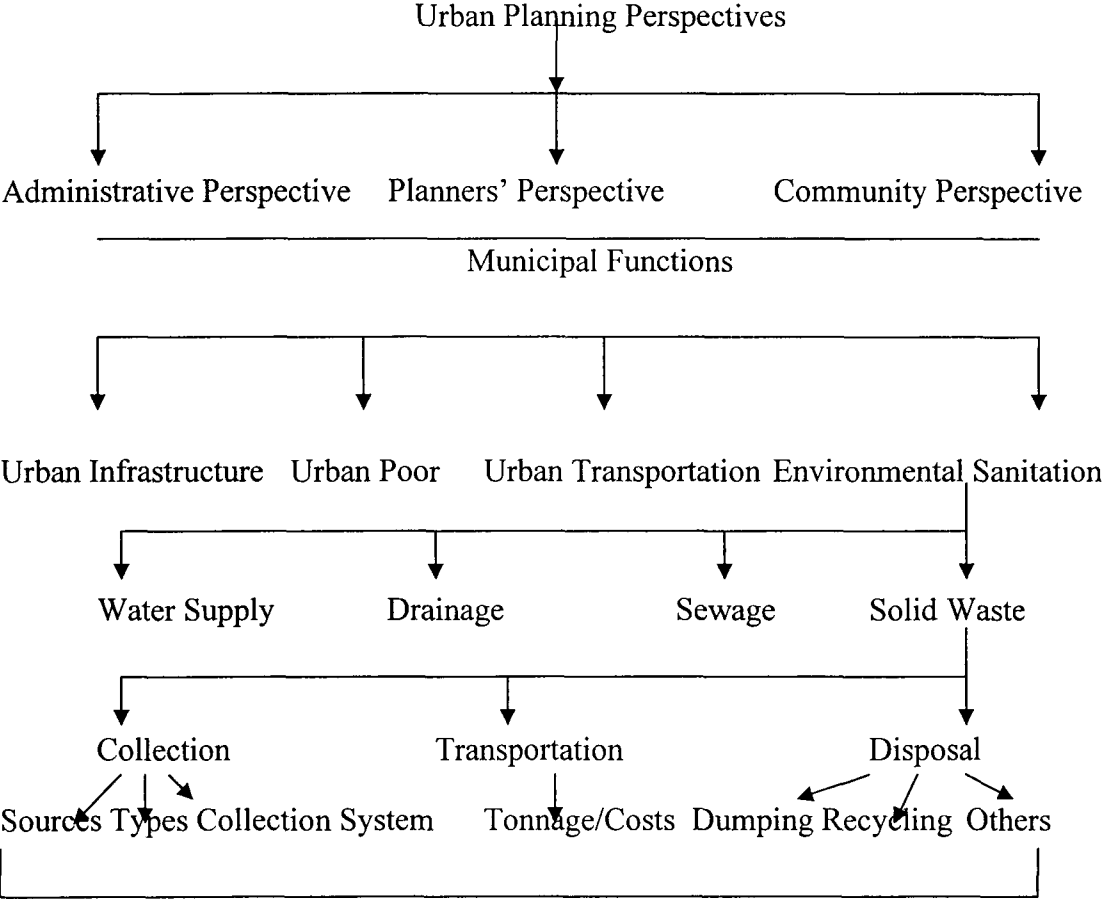 Urban Planning Perspectives
Administrative Perspective Planners' Perspective Community Perspective
Municipal Functions
Urban Infrastructure Urban Poor Urban Transportation Environmental Sanitation
Water Supply Drainage Sewage Solid Waste
Collection Transportation Disposal
Sources Types Collection System Tonnage/Costs Dumping Recycling Others